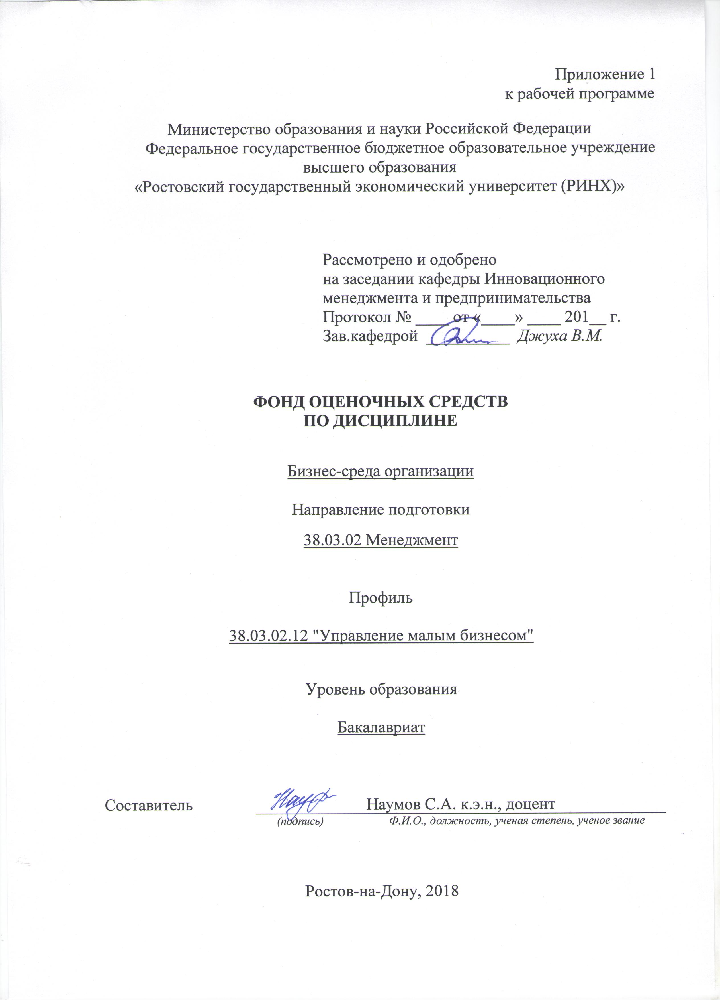 Приложение 1
к рабочей программе
Министерство образования и науки Российской Федерации
Федеральное государственное бюджетное образовательное учреждение
высшего образования
«Ростовский государственный экономический университет (РИНХ)»
Рассмотрено и одобрено
на заседании кафедры Инновационного
менеджмента и предпринимательства
Протокол № ____ от «____» ____ 201__ г.
Зав.кафедрой __________ Джуха В.М.
ФОНД ОЦЕНОЧНЫХ СРЕДСТВ
ПО ДИСЦИПЛИНЕ
Бизнес-среда организации
Направление подготовки
38.03.02 Менеджмент
Профиль
38.03.02.12 "Управление малым бизнесом"
Уровень образования
Бакалавриат
Составитель Наумов С.А. к.э.н., доцент
(подпись) Ф.И.О., должность, ученая степень, ученое звание
Ростов-на-Дону, 2018